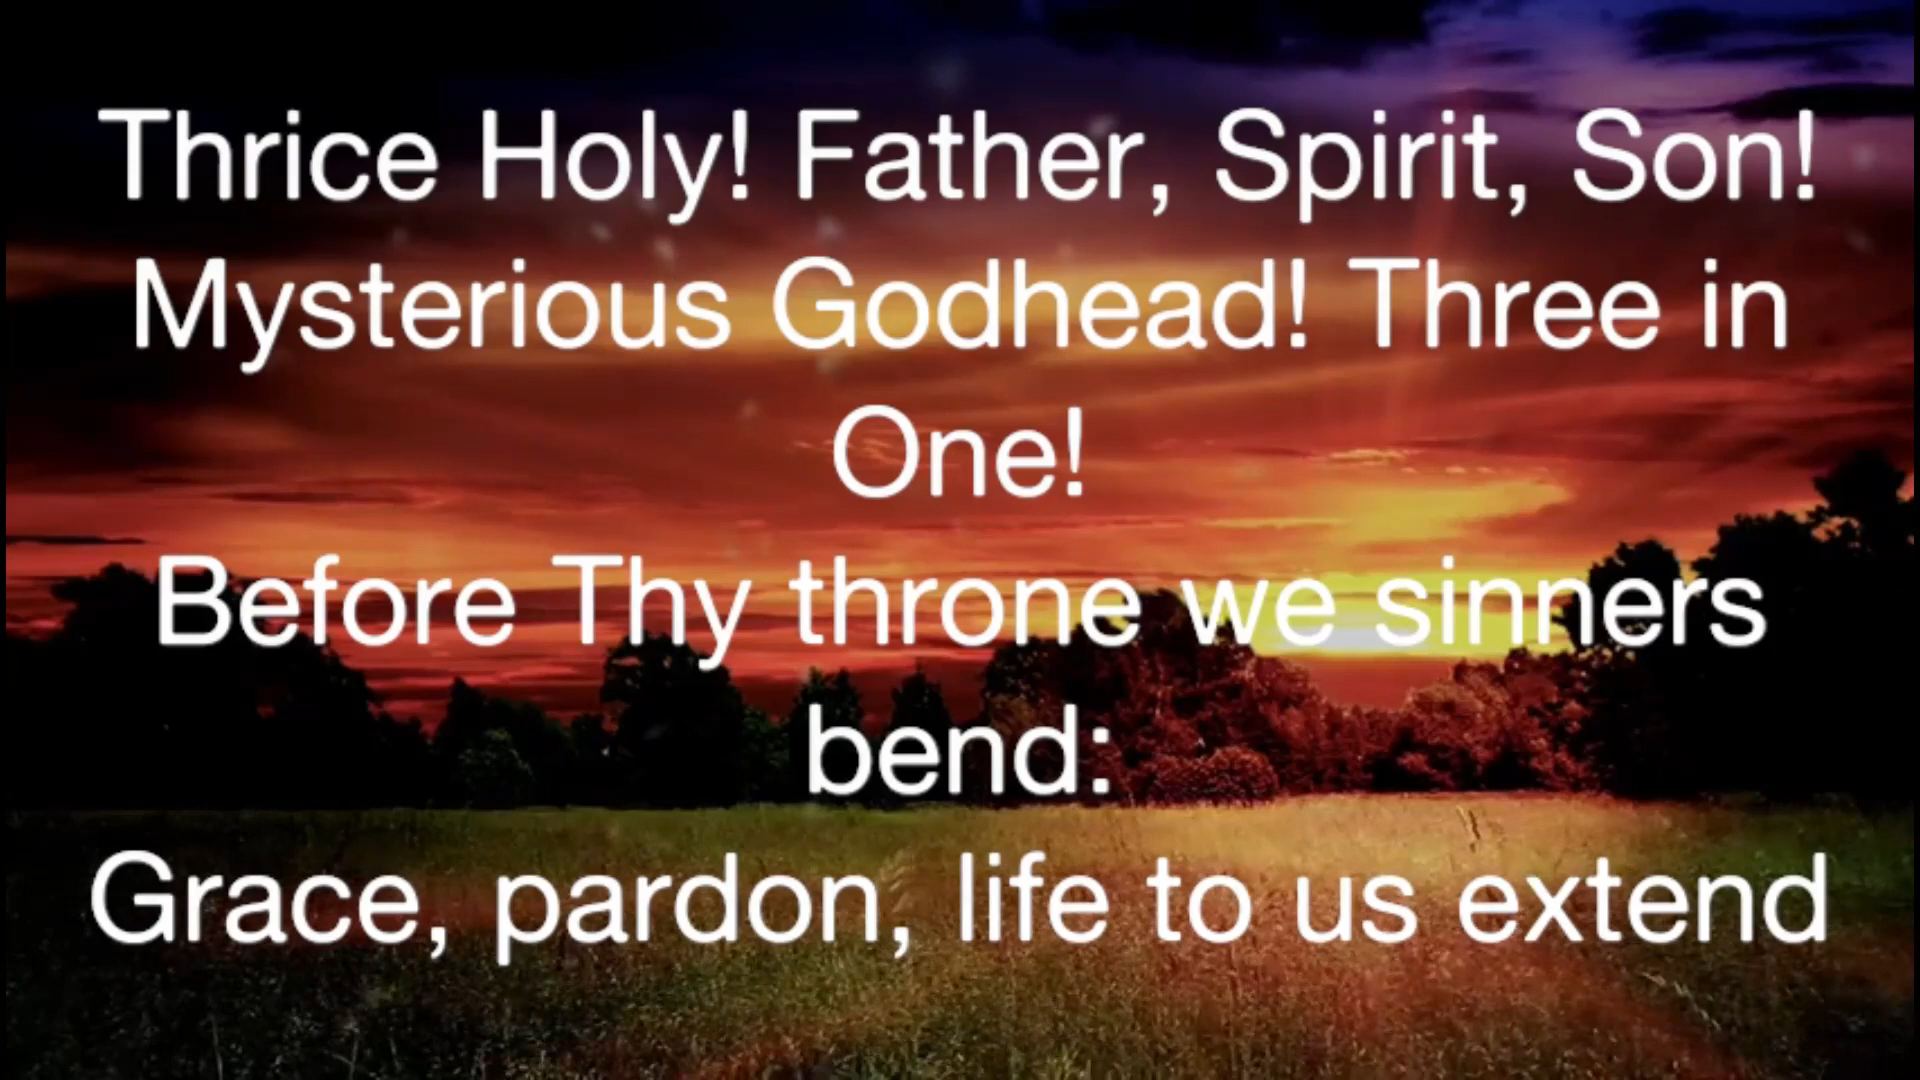 Thrice Holy! Father, Spirit, Son!
Mysterious Godhead! Three in
One!
Before Thy throne we sinners
bend:
Grace, pardon, life to us extend